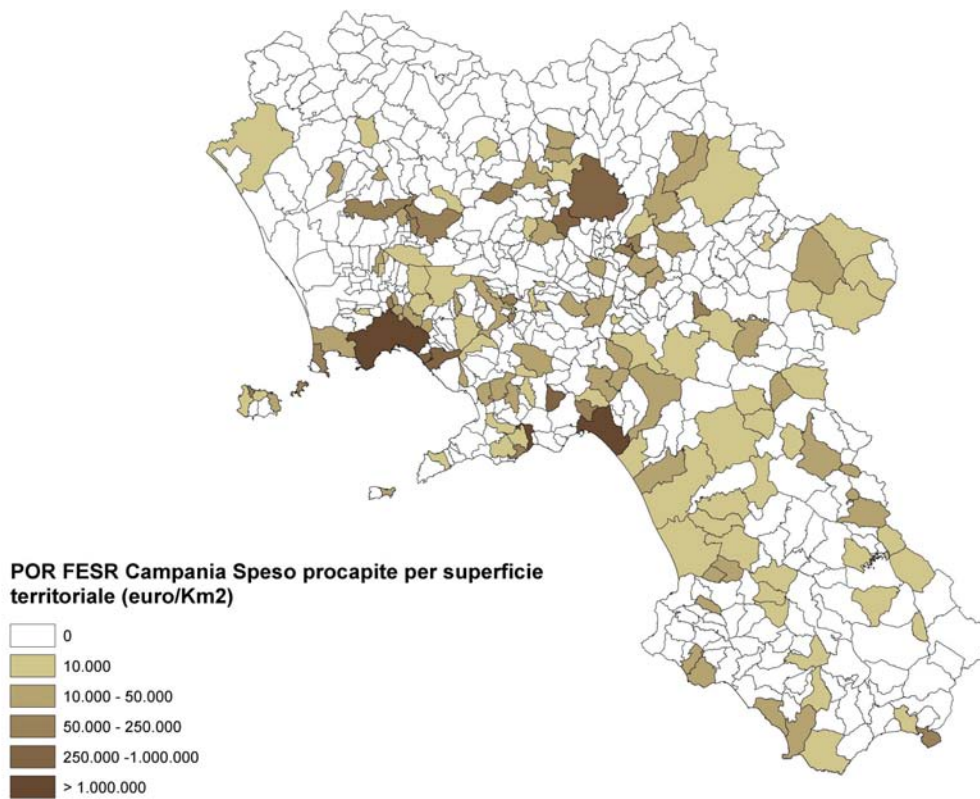 POR FESR Campania Speso procapite per superficie
territoriale (euro/Km2)
0
10.000
10.000 - 50.000
50.000 - 250.000
250.000 -1.000.000
> 1.000.000